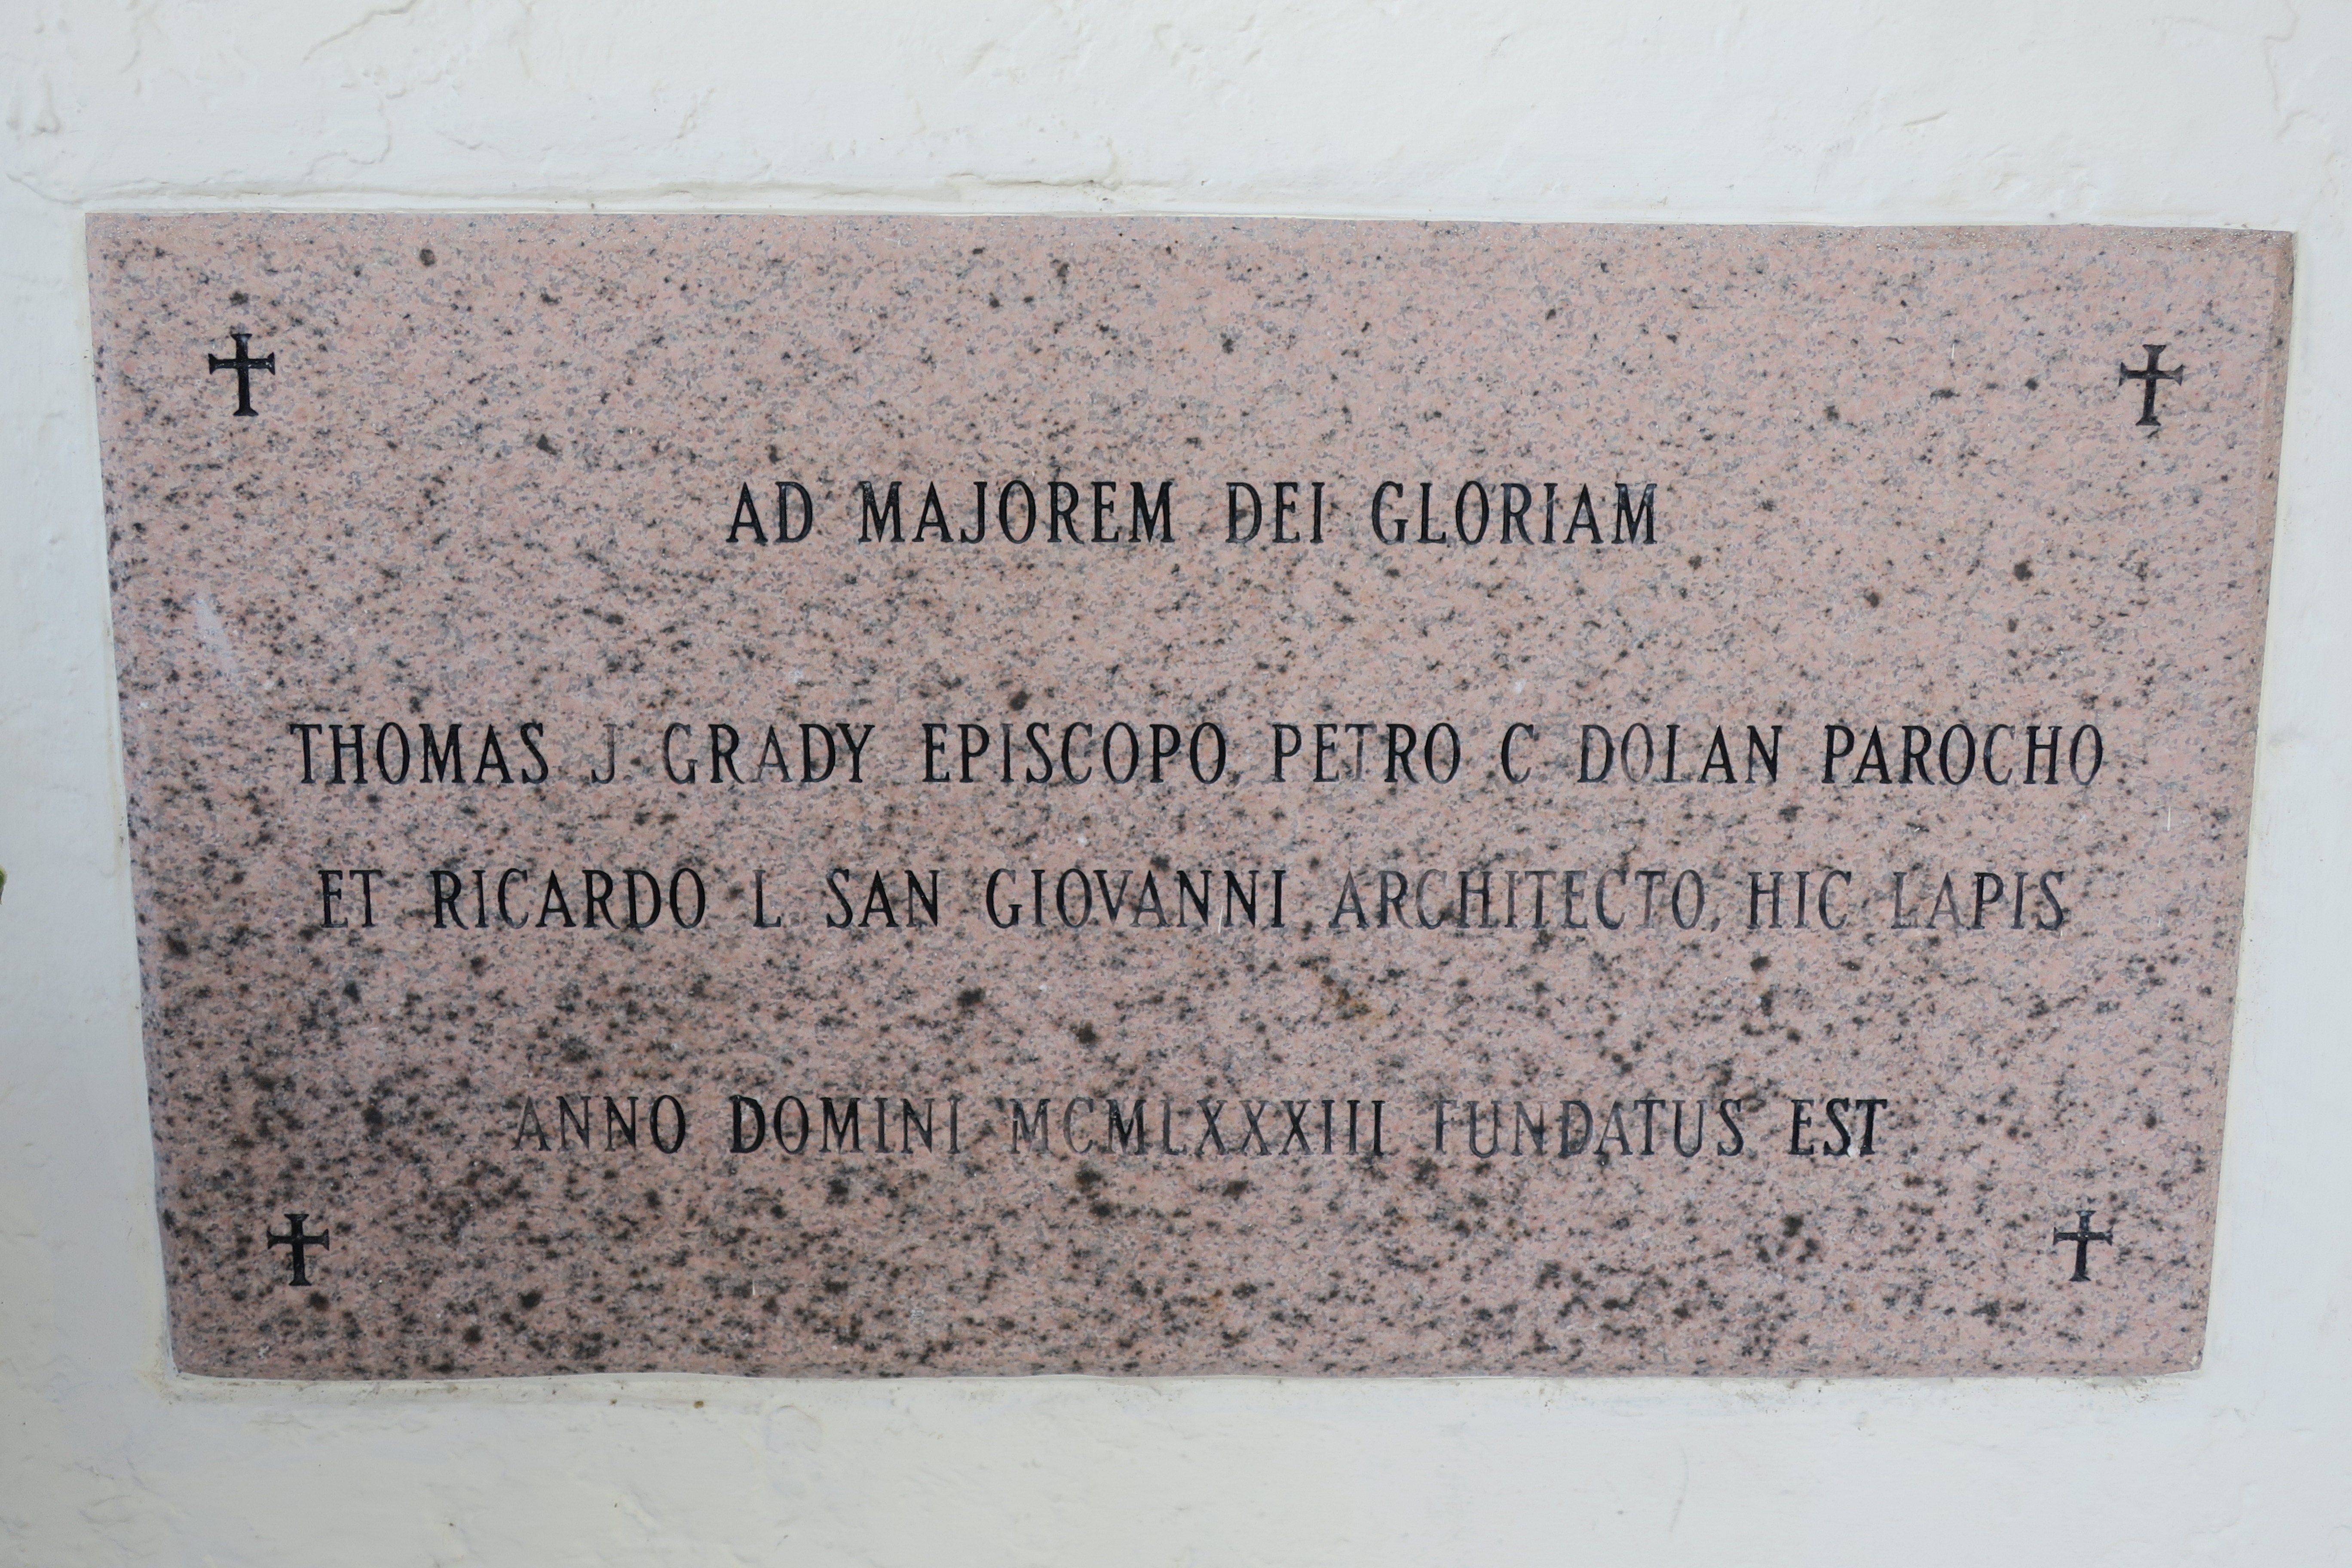 AD MAJOREM DEI GLORIAM
THOMAS J GRADY EPISCOPO, PETRO C DOLAN PAROCHO
ET RICARDO L SAN GIOVANNI ARCHITECTO, HIC LAPIS
ANNO DOMINI MCMLXXXIII FUNDATUS EST